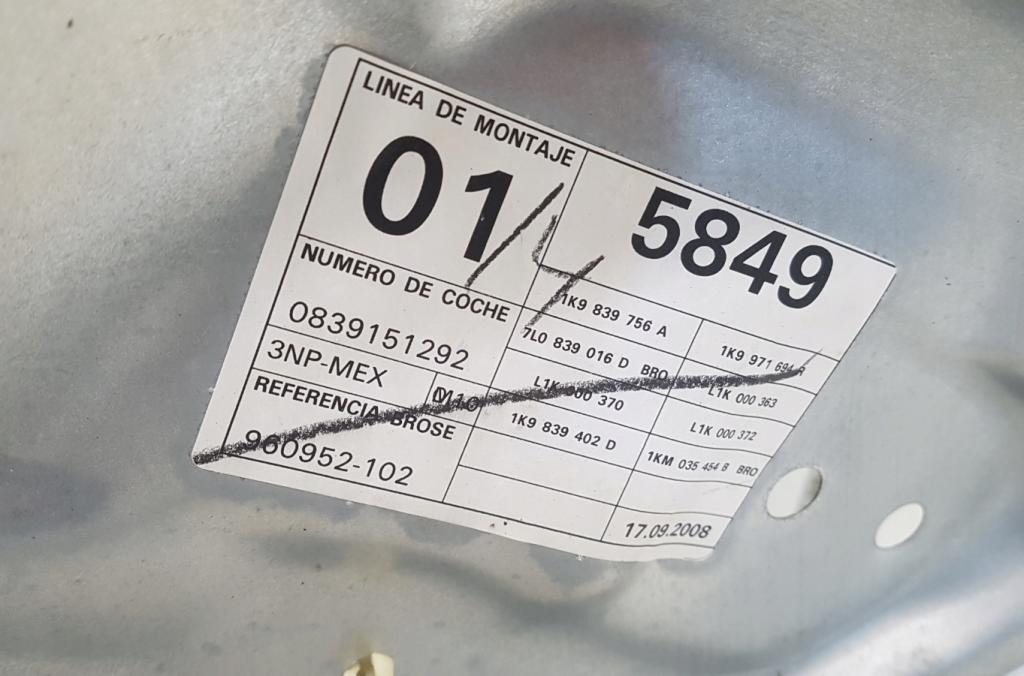 LINEA DE MONTAJE
01
5849
NUMERO DE COCHE
0839151292
3NP-MEX
REFERENCIA BROSE
960952-102
1K9 839 756 A
7L0 839 016 D BRO
L1K 000 370
1K9 839 402 D
1K9 971 694
L1K 000 363
L1K 000 372
1KM 035 454 B BRO
17.09.2008